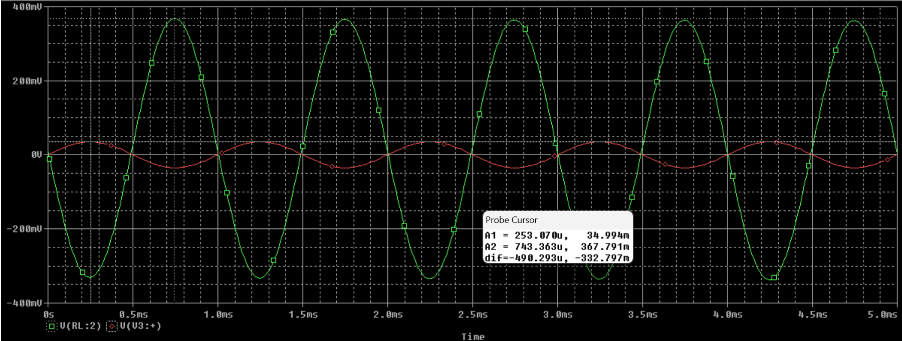 400mV
200mV
0V
-200mV
-400mV
Probe Cursor
A1 = 253.070u, 34.994m
A2 = 743.363u, 367.791m
dif=-490.293u, -332.797m
0s 0.5ms 1.0ms 1.5ms 2.0ms 2.5ms 3.0ms 3.5ms 4.0ms 4.5ms 5.0ms
V(RL:2) V(V3:+)
Time